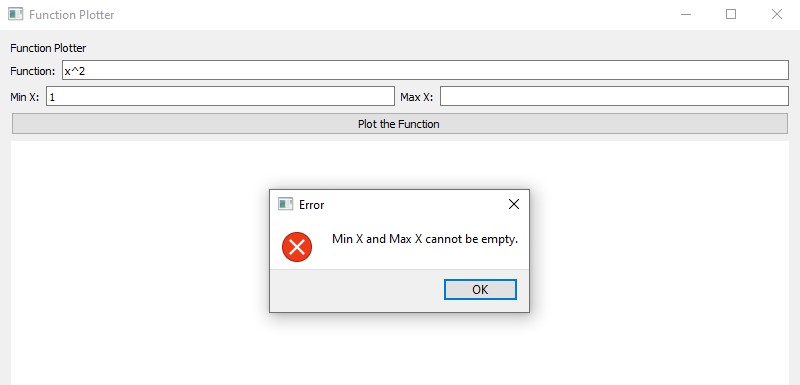 Function Plotter
Function Plotter
Function: x^2
Min X: 1 Max X:
Plot the Function
Error
Min X and Max X cannot be empty.
OK